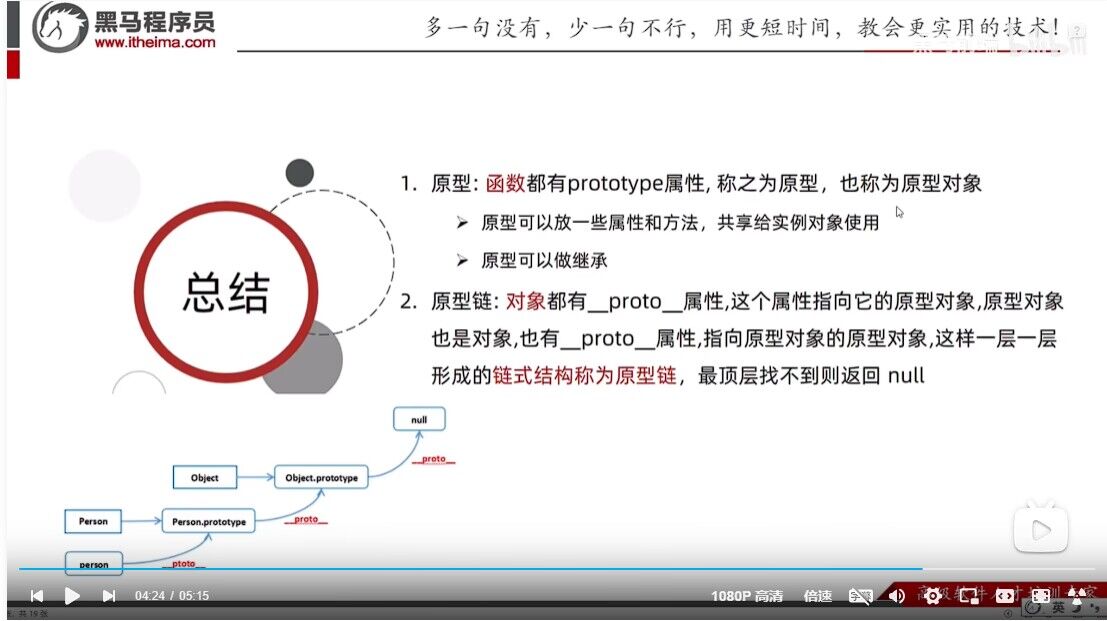 黑马程序员
www.itheima.com
多一句没有，少一句不行，用更短时间，教会更实用的技术！
总结
1. 原型: 函数都有prototype属性, 称之为原型，也称为原型对象
➢ 原型可以放一些属性和方法，共享给实例对象使用
➢ 原型可以做继承
2. 原型链: 对象都有__proto__属性,这个属性指向它的原型对象,原型对象
也是对象,也有__proto__属性,指向原型对象的原型对象,这样一层一层
形成的链式结构称为原型链，最顶层找不到则返回 null
null
__proto__
Object
Object.prototype
__proto__
Person
Person.prototype
person
__ptoto__
04:24 / 05:15
1080P 高清
倍速
英
共 19 张